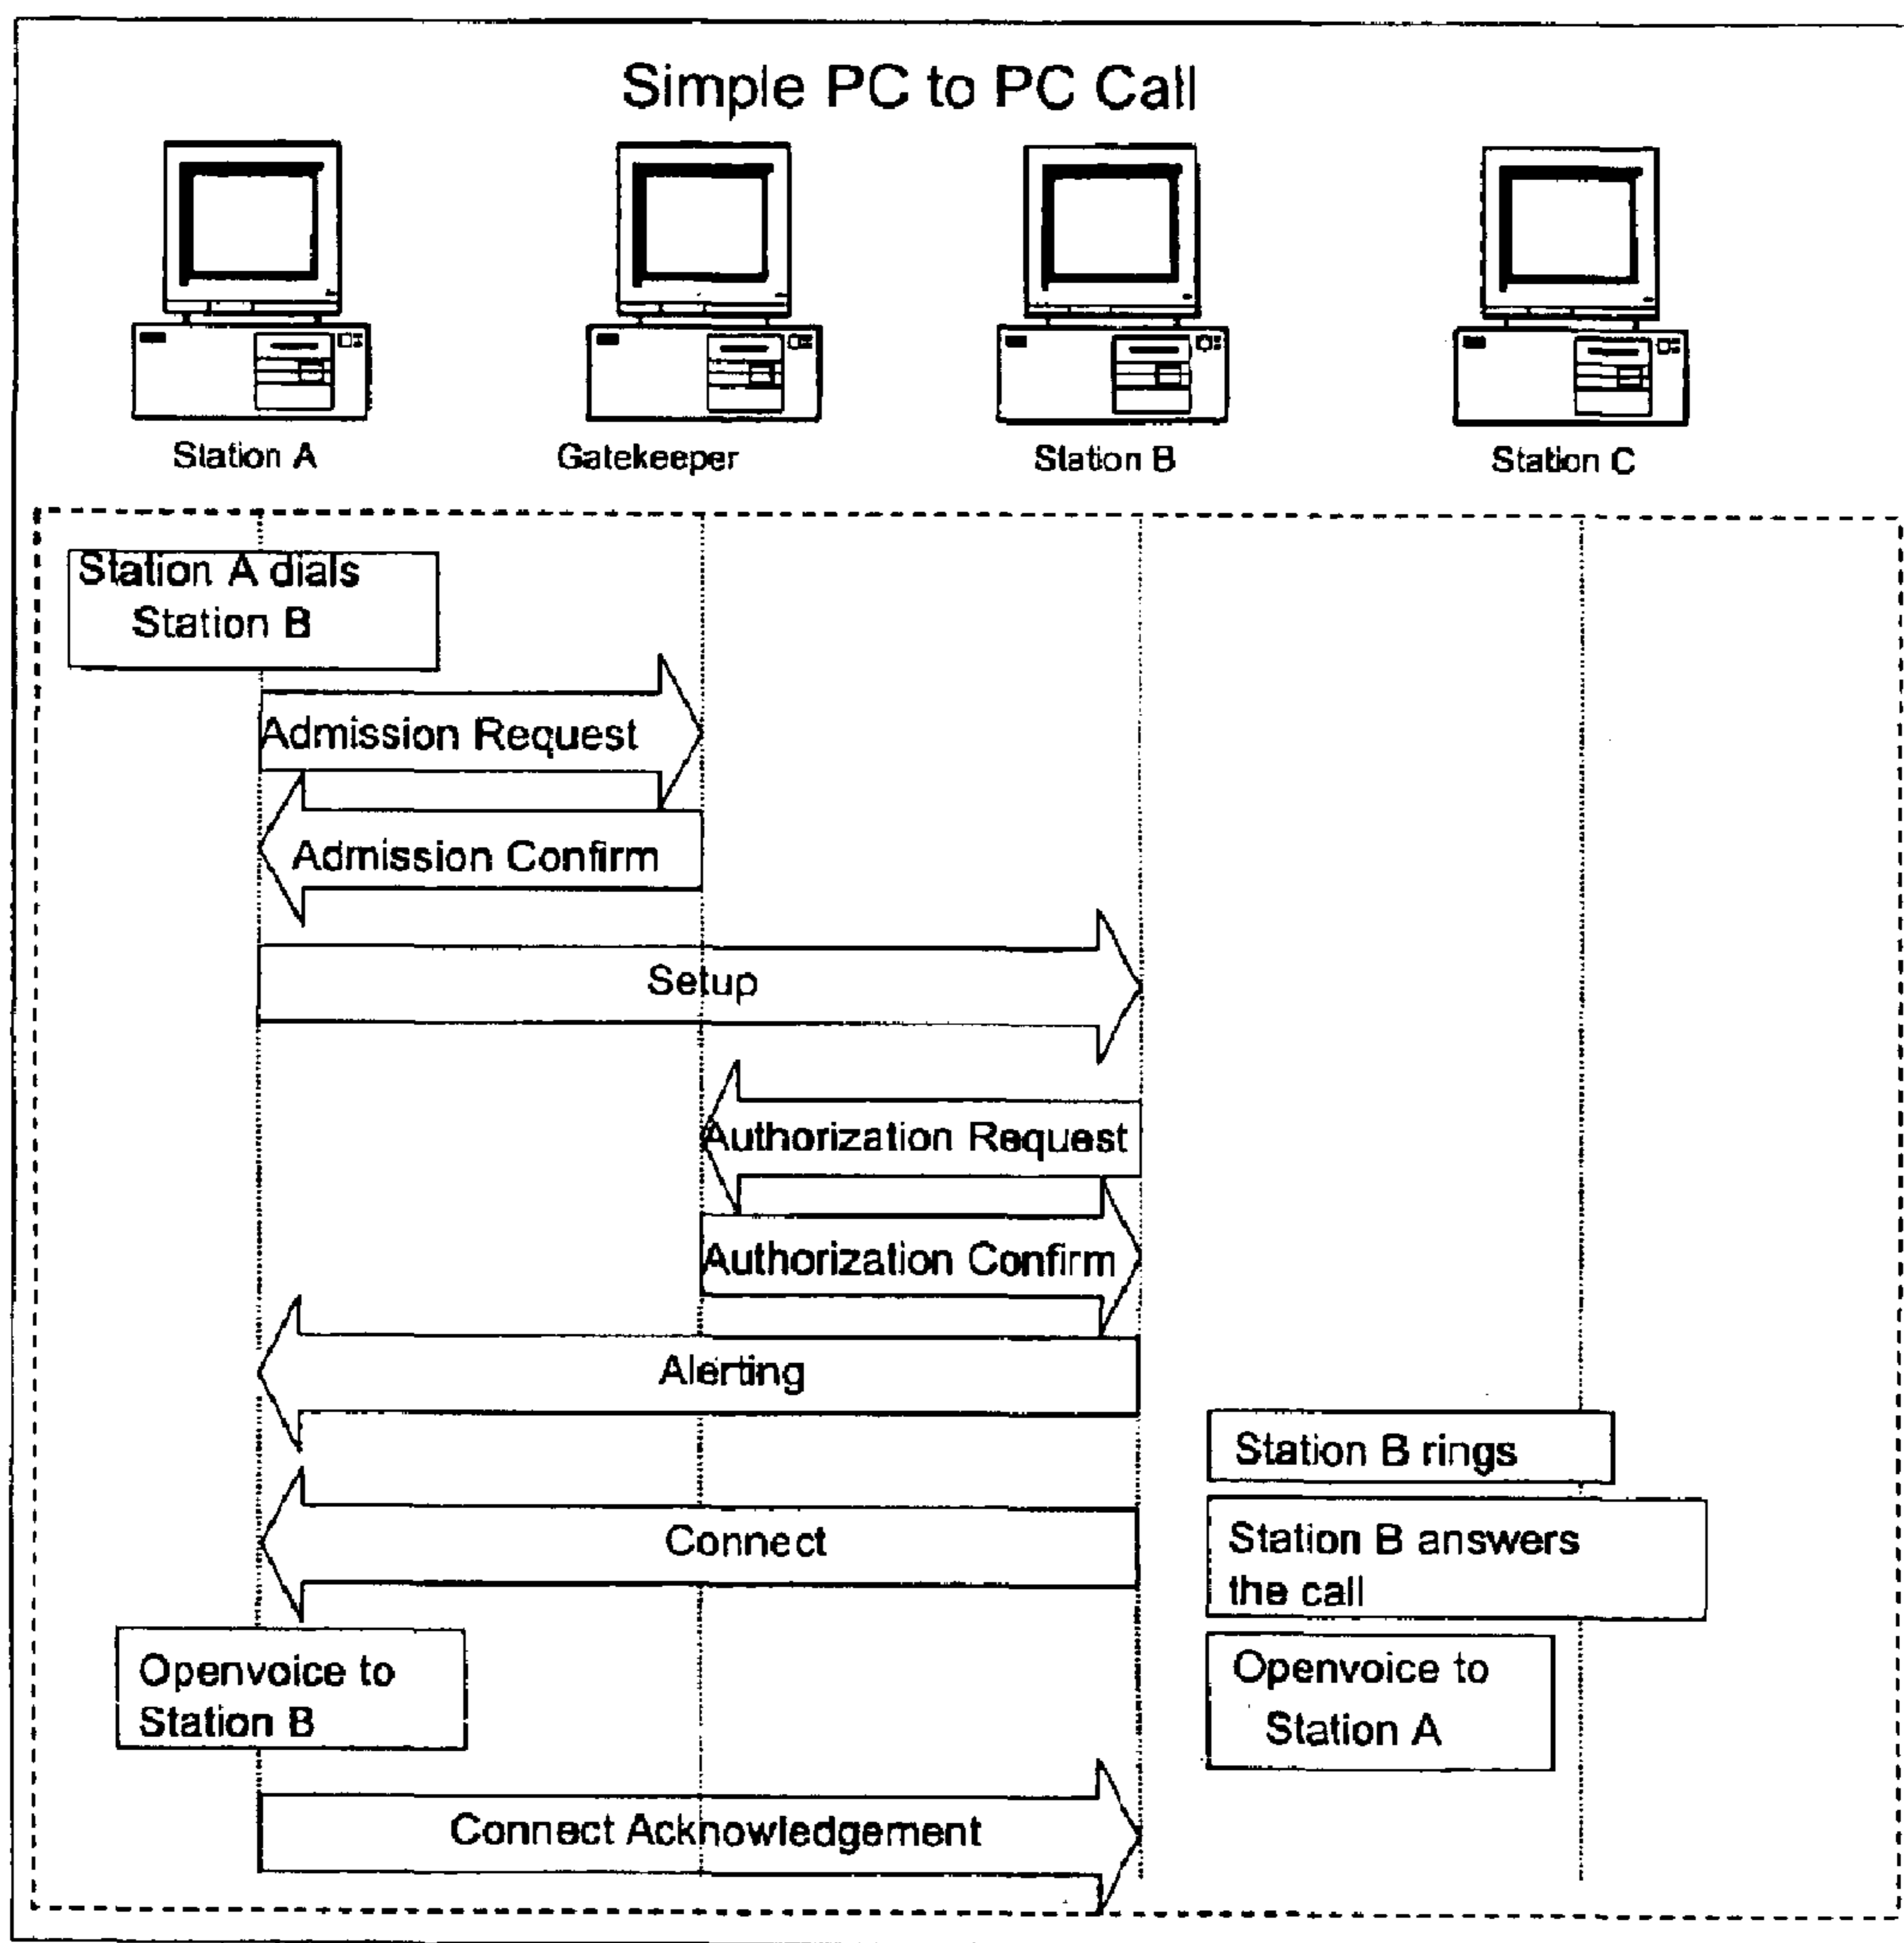 Simple PC to PC Call
Station A
Gatekeeper
Station B
Station C
Station A dials
Station B
Admission Request
Admission Confirm
Setup
Authorization Request
Authorization Confirm
Alerting
Station B rings
Connect
Station B answers
the call
Openvoice to
Station B
Openvoice to
Station A
Connect Acknowledgement